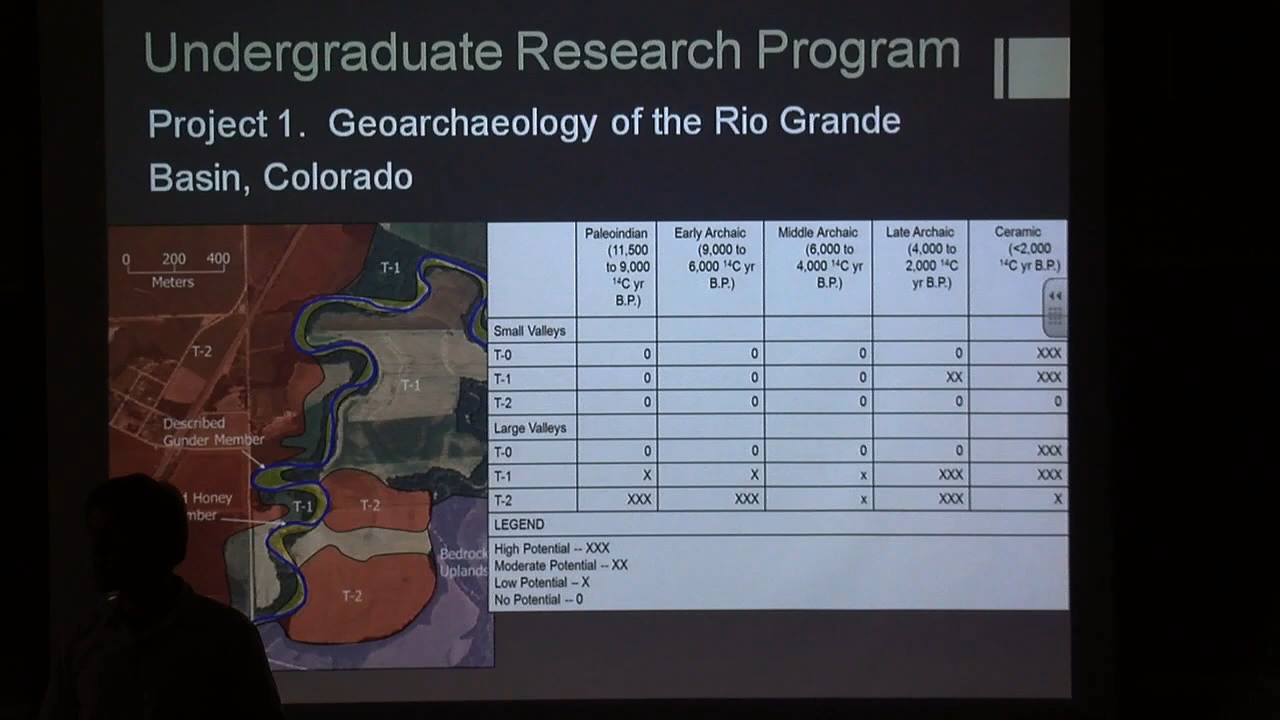 Undergraduate Research Program
Project 1. Geoarchaeology of the Rio Grande
Basin, Colorado
0 200 400
Meters
T-1
T-2
T-1
Described
Gunder Member
Honey
T-1
T-2
T-2
Bedrock
Uplands
Paleoindian (11,500 to 9,000 ¹⁴C yr B.P.) Early Archaic (9,000 to 6,000 ¹⁴C yr B.P.) Middle Archaic (6,000 to 4,000 ¹⁴C yr B.P.) Late Archaic (4,000 to 2,000 ¹⁴C yr B.P.) Ceramic (<2,000 ¹⁴C yr B.P.)
Small Valleys
T-0 0 0 0 0 XXX
T-1 0 0 0 XX XXX
T-2 0 0 0 0 0
Large Valleys
T-0 0 0 0 0 XXX
T-1 X X x XXX XXX
T-2 XXX XXX x XXX X
LEGEND
High Potential -- XXX
Moderate Potential -- XX
Low Potential -- X
No Potential -- 0